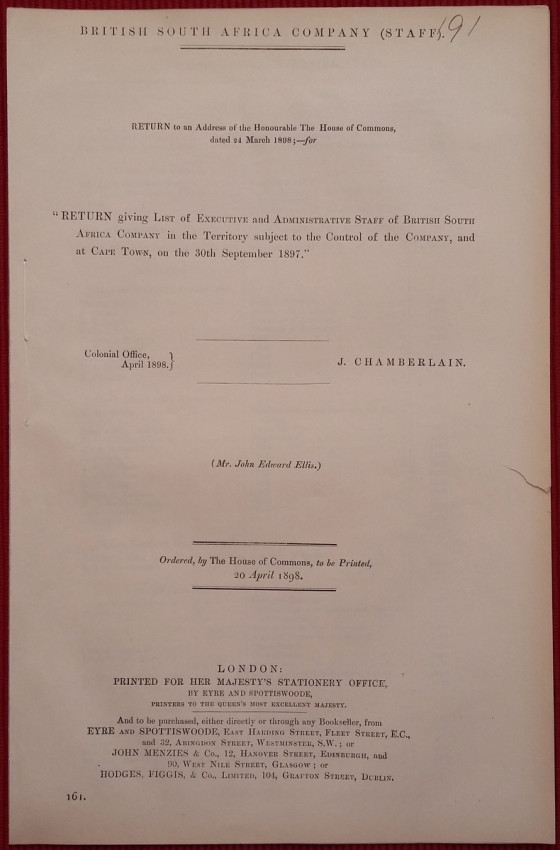 BRITISH SOUTH AFRICA COMPANY (STAFF).
191
RETURN to an Address of the Honourable The House of Commons,
dated 24 March 1898;—for
"RETURN giving LIST of EXECUTIVE and ADMINISTRATIVE STAFF of BRITISH SOUTH
AFRICA COMPANY in the Territory subject to the Control of the COMPANY, and
at CAPE TOWN, on the 30th September 1897."
Colonial Office,
April 1898.}
J. CHAMBERLAIN.
(Mr. John Edward Ellis.)
Ordered, by The House of Commons, to be Printed,
20 April 1898.
LONDON:
PRINTED FOR HER MAJESTY'S STATIONERY OFFICE,
BY EYRE AND SPOTTISWOODE,
PRINTERS TO THE QUEEN'S MOST EXCELLENT MAJESTY.
And to be purchased, either directly or through any Bookseller, from
EYRE AND SPOTTISWOODE, EAST HARDING STREET, FLEET STREET, E.C.,
and 32, ABINGDON STREET, WESTMINSTER, S.W.; or
JOHN MENZIES & Co., 12, HANOVER STREET, EDINBURGH, and
90, WEST NILE STREET, GLASGOW; or
HODGES, FIGGIS, & Co., LIMITED, 104, GRAFTON STREET, DUBLIN.
161.